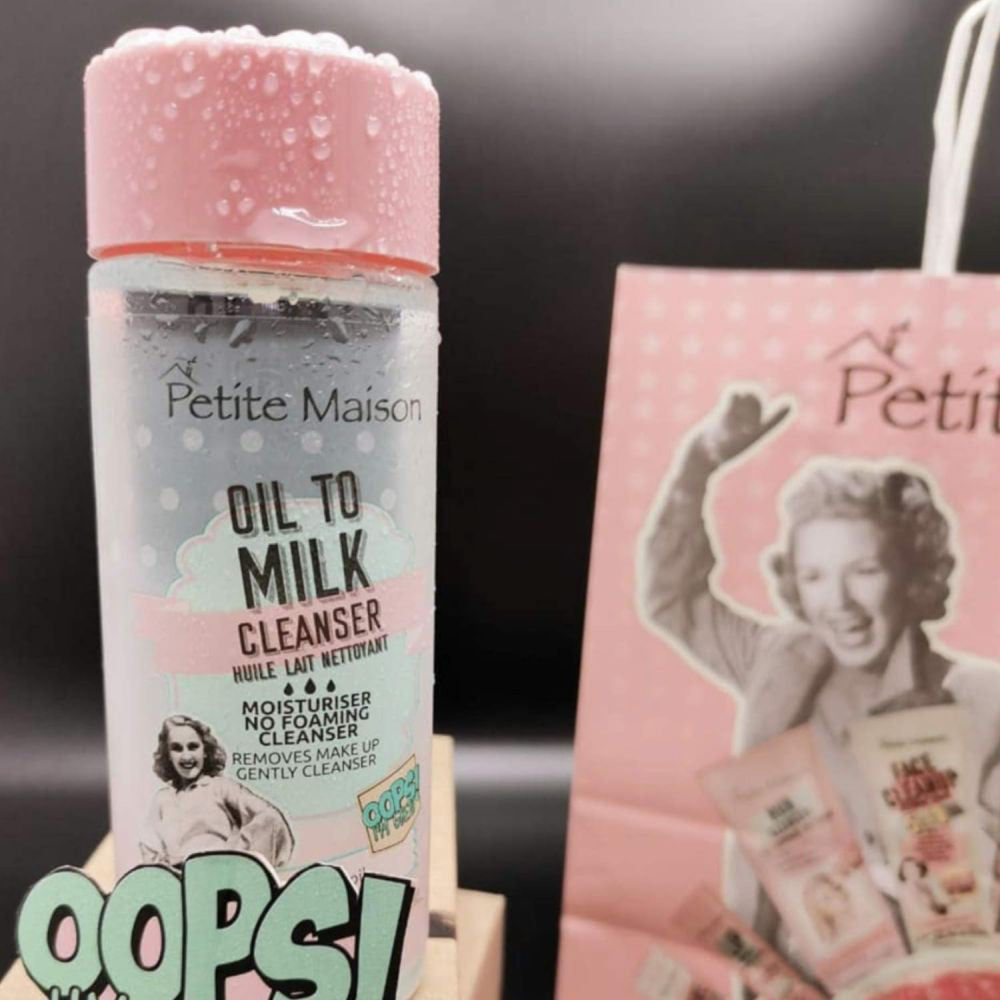 Petite Maison
OIL TO
MILK
CLEANSER
HUILE LAIT NETTOYANT
MOISTURISER
NO FOAMING
CLEANSER
REMOVES MAKE UP
GENTLY CLEANSER
OOPS!
OOPS!
Petit
FACE